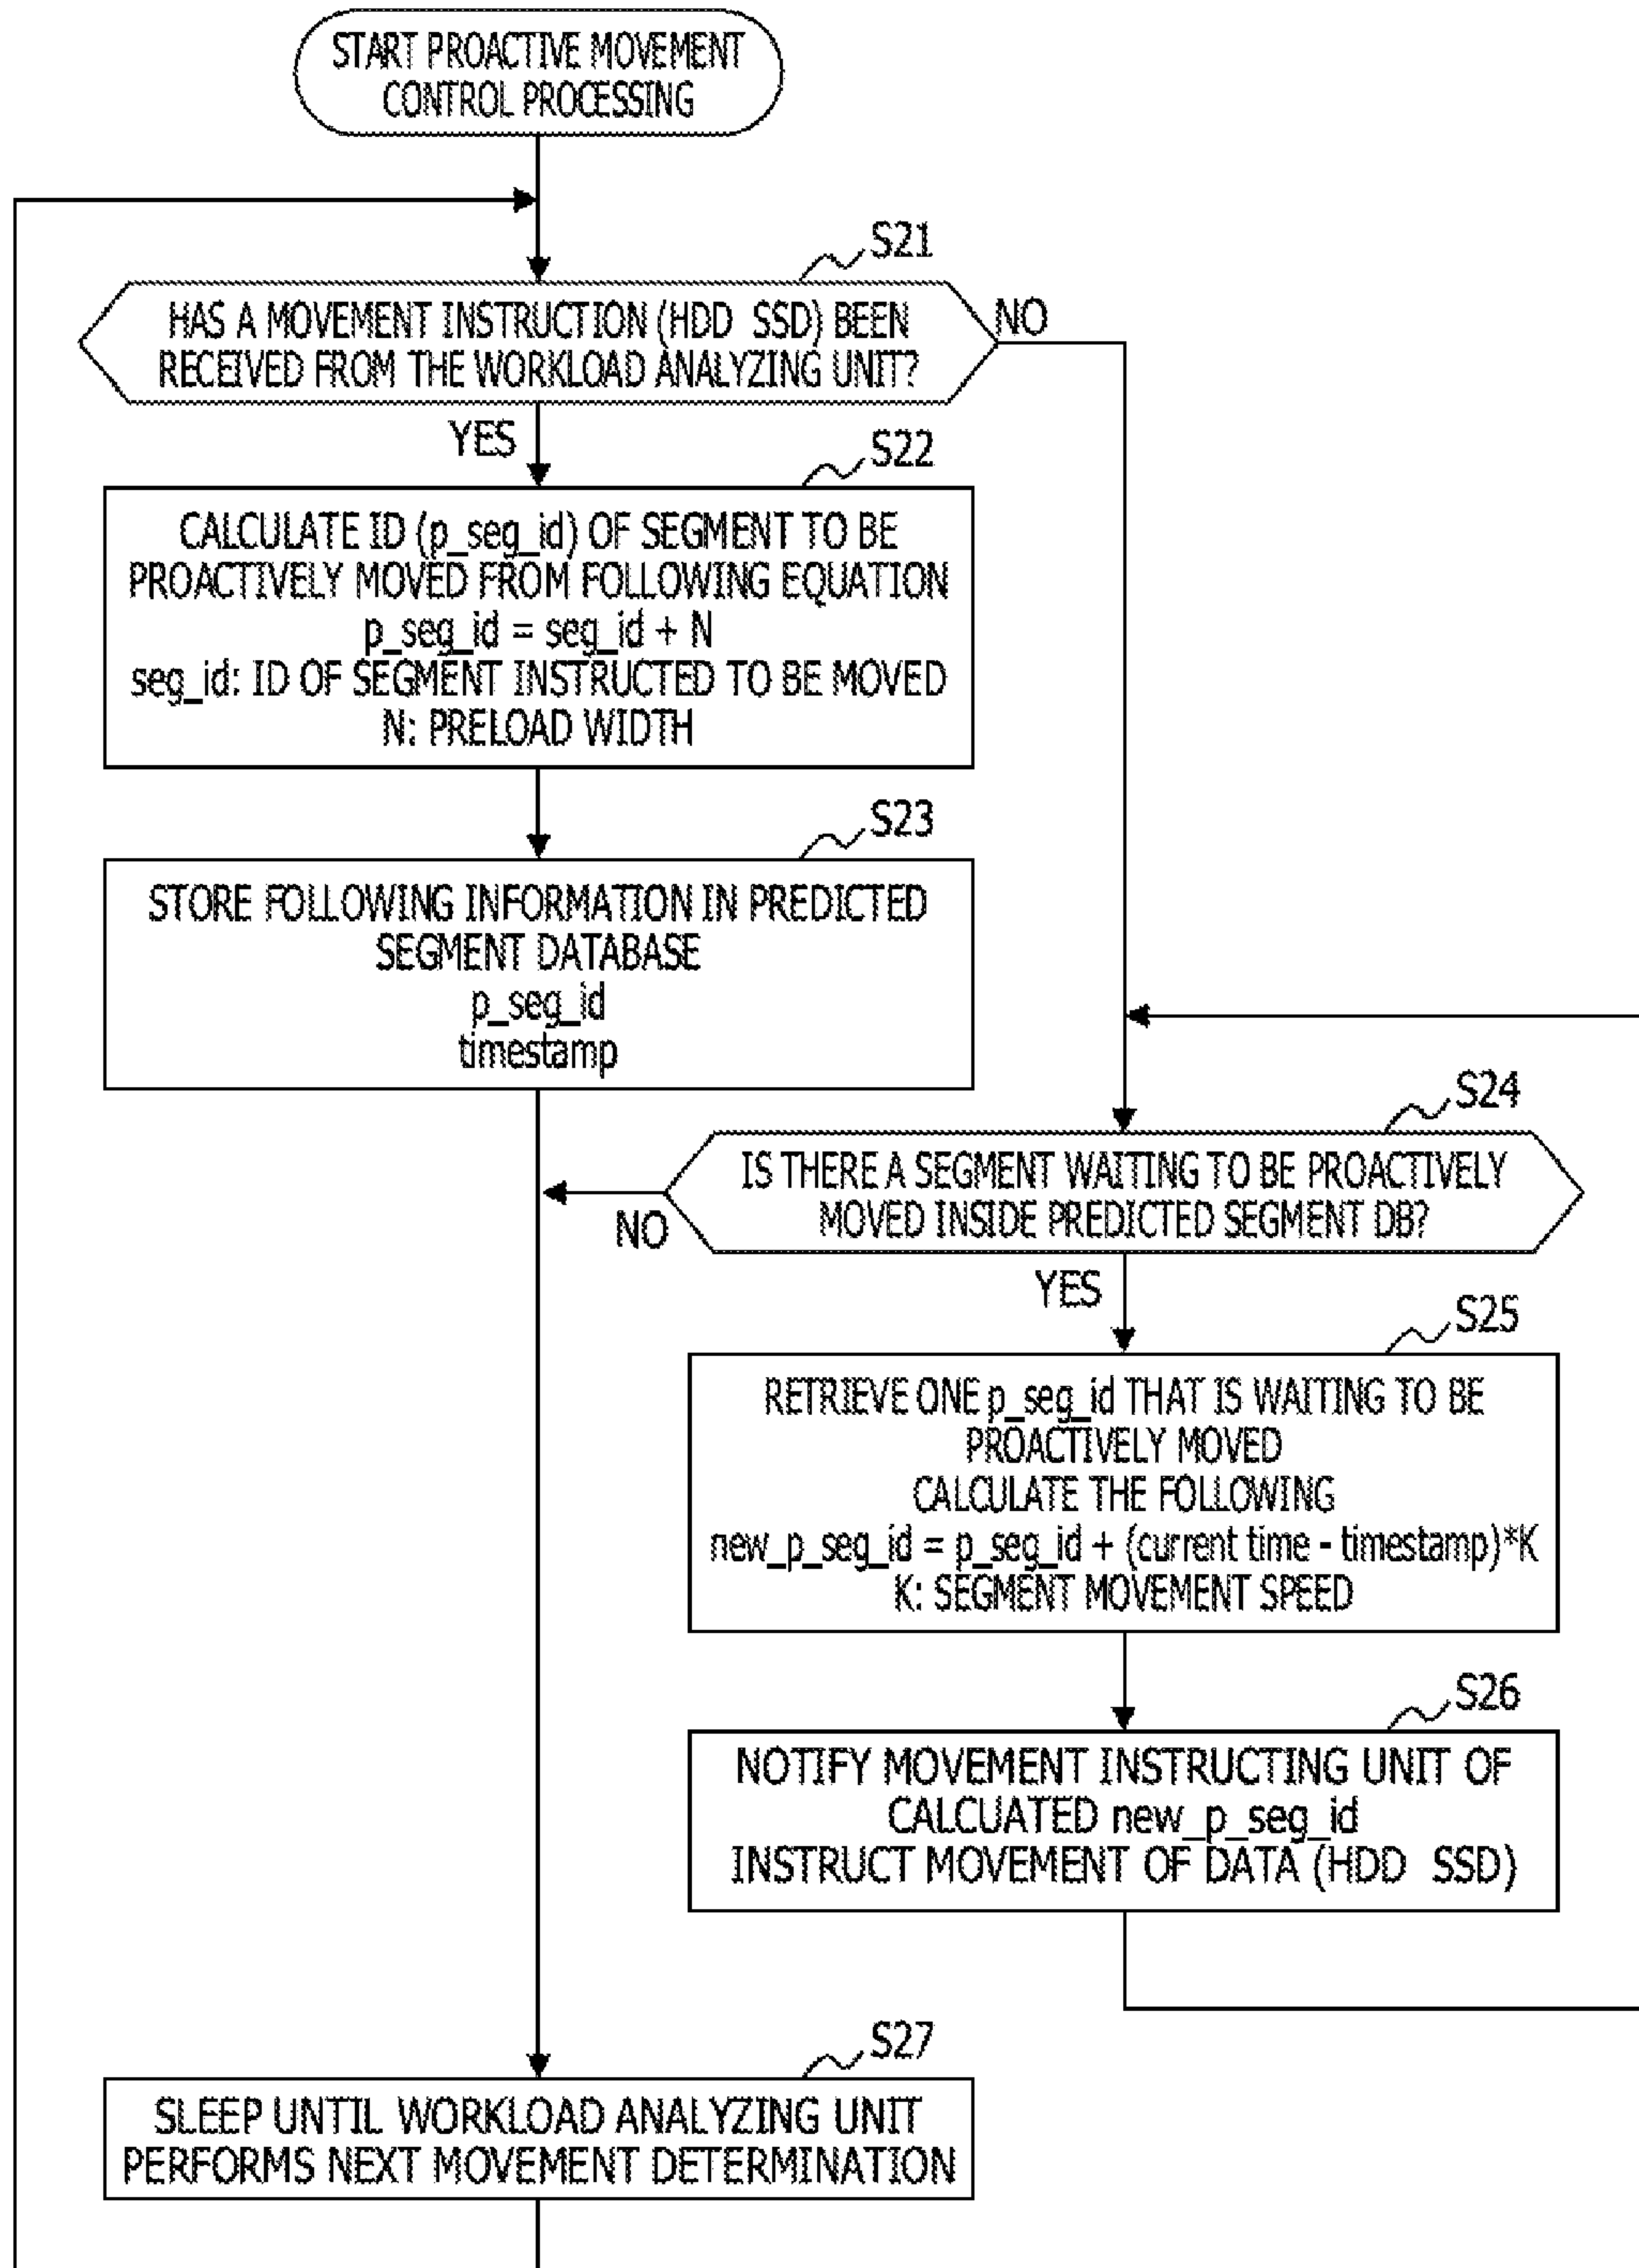 START PROACTIVE MOVEMENT
CONTROL PROCESSING
S21
HAS A MOVEMENT INSTRUCTION (HDD SSD) BEEN
RECEIVED FROM THE WORKLOAD ANALYZING UNIT?
NO
YES
S22
CALCULATE ID (p_seg_id) OF SEGMENT TO BE
PROACTIVELY MOVED FROM FOLLOWING EQUATION
p_seg_id = seg_id + N
seg_id: ID OF SEGMENT INSTRUCTED TO BE MOVED
N: PRELOAD WIDTH
S23
STORE FOLLOWING INFORMATION IN PREDICTED
SEGMENT DATABASE
p_seg_id
timestamp
S24
IS THERE A SEGMENT WAITING TO BE PROACTIVELY
MOVED INSIDE PREDICTED SEGMENT DB?
NO
YES
S25
RETRIEVE ONE p_seg_id THAT IS WAITING TO BE
PROACTIVELY MOVED
CALCULATE THE FOLLOWING
new_p_seg_id = p_seg_id + (current time - timestamp)*K
K: SEGMENT MOVEMENT SPEED
S26
NOTIFY MOVEMENT INSTRUCTING UNIT OF
CALCUATED new_p_seg_id
INSTRUCT MOVEMENT OF DATA (HDD SSD)
S27
SLEEP UNTIL WORKLOAD ANALYZING UNIT
PERFORMS NEXT MOVEMENT DETERMINATION